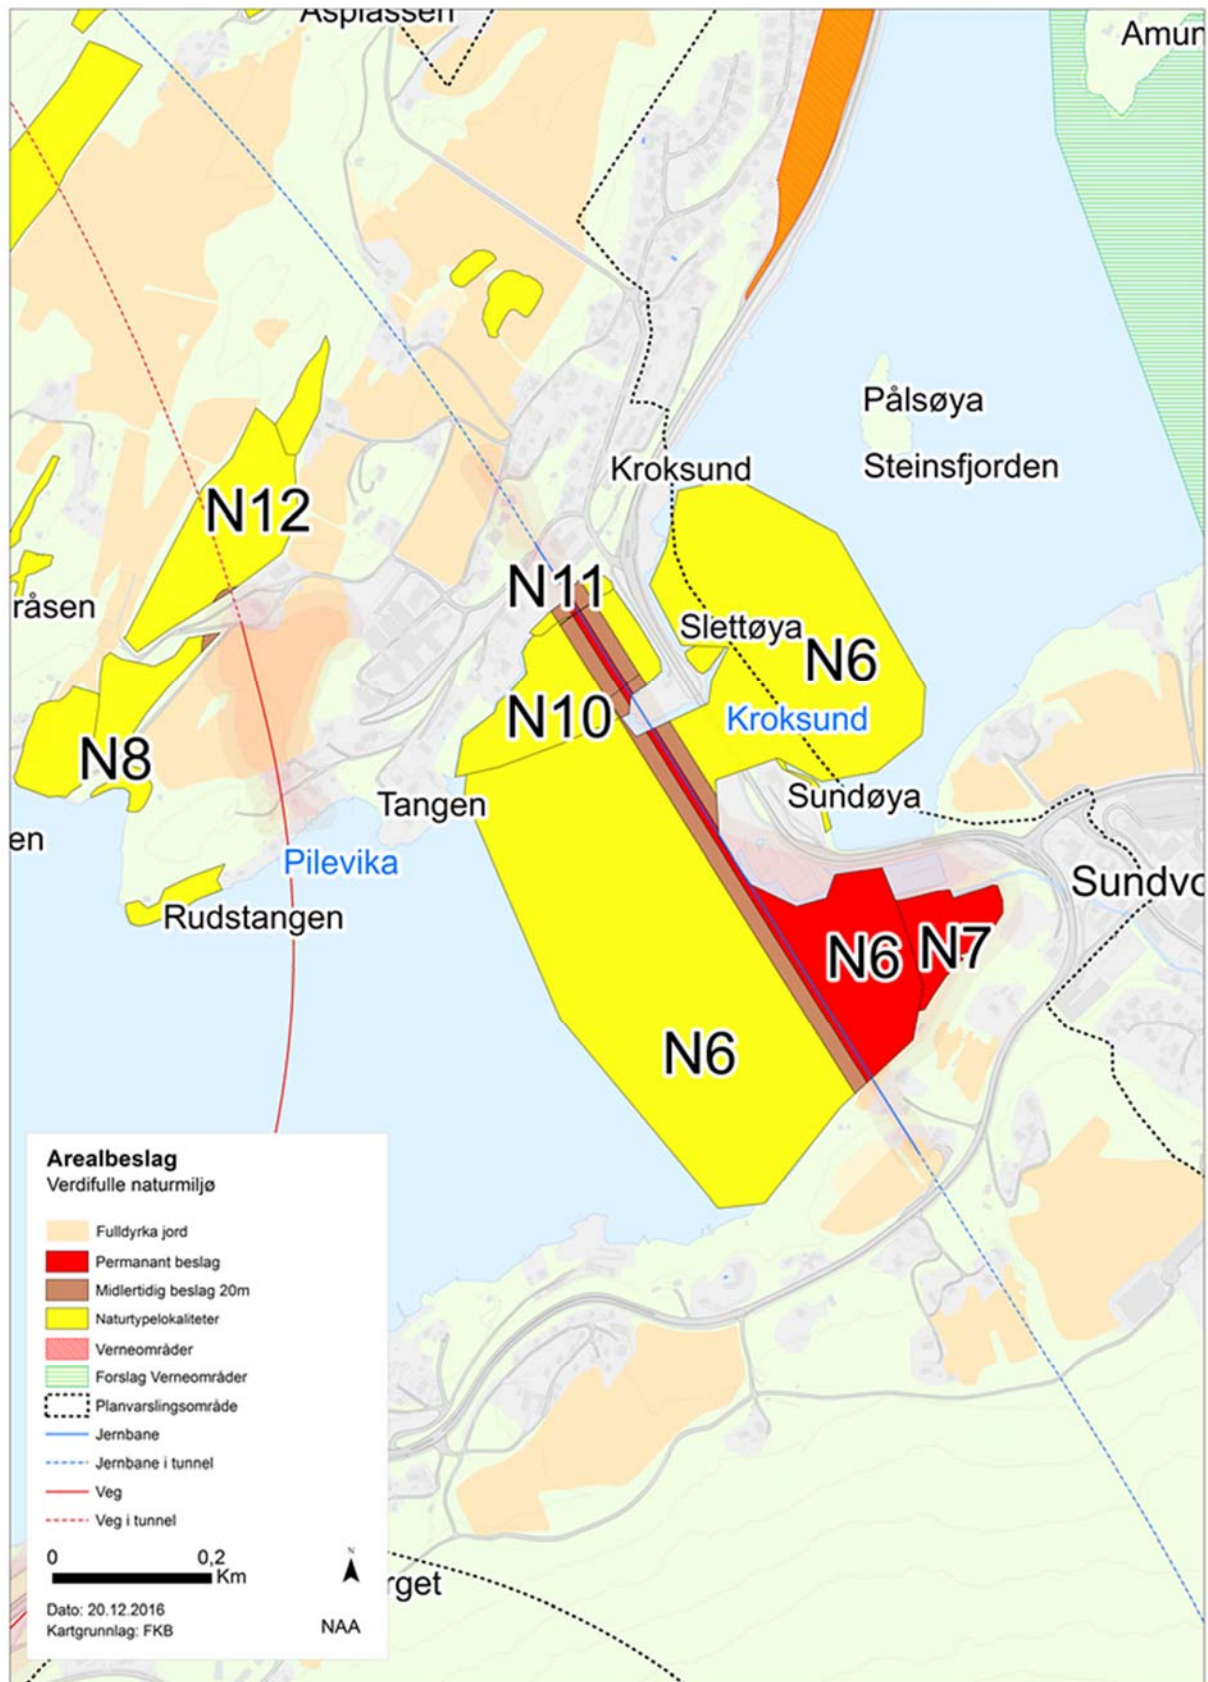 Asplassen
Amun
Pålsøya
Kroksund
Steinsfjorden
N12
N11
råsen
Slettøya
N6
N10
Kroksund
N8
Tangen
Sundøya
en
Pilevika
Sundvo
Rudstangen
N6
N7
N6
Arealbeslag
Verdifulle naturmiljø
Fulldyrka jord
Permanant beslag
Midlertidig beslag 20m
Naturtypelokaliteter
Verneområder
Forslag Verneområder
Planvarslingsområde
Jernbane
Jernbane i tunnel
Veg
Veg i tunnel
0 0,2
Km
N
rget
Dato: 20.12.2016
Kartgrunnlag: FKB
NAA